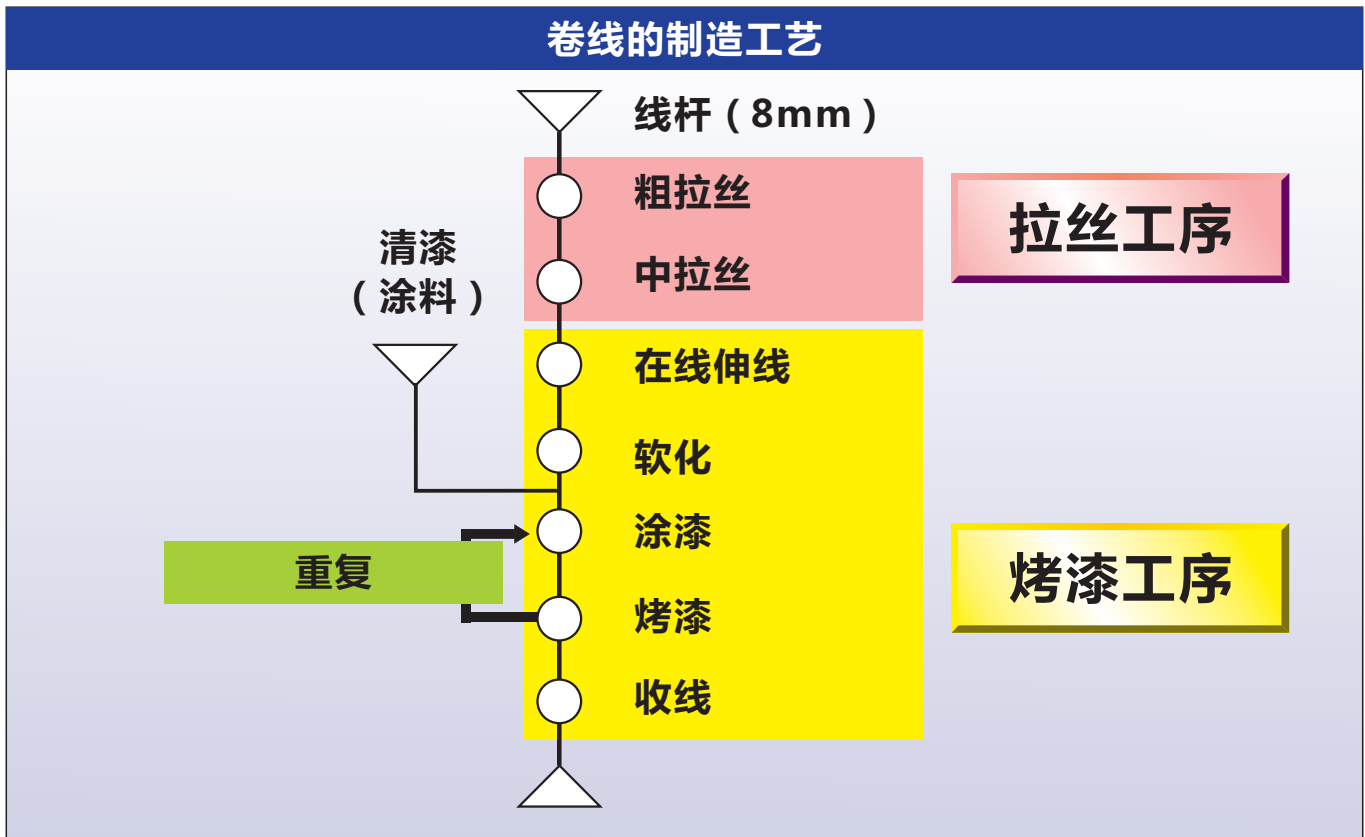 卷线的制造工艺
线杆（8mm）
粗拉丝
中拉丝
拉丝工序
清漆
（涂料）
在线伸线
软化
涂漆
重复
烤漆
收线
烤漆工序